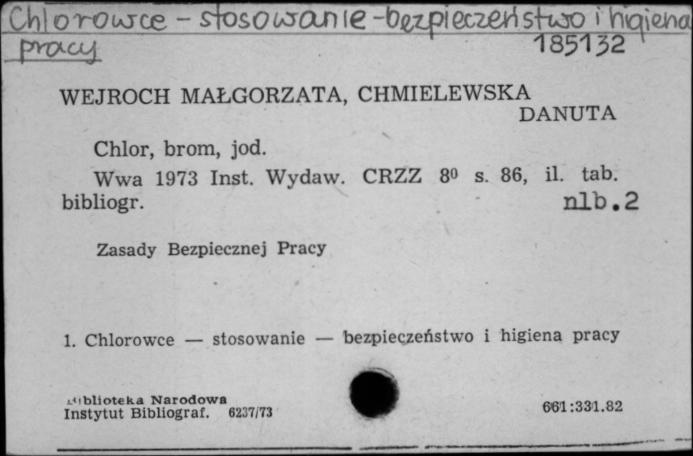 Chlorowce - stosowanie - bezpieczeństwo i higiena
pracy
185132
WEJROCH MAŁGORZATA, CHMIELEWSKA
DANUTA
Chlor, brom, jod.
Wwa 1973 Inst. Wydaw. CRZZ 8⁰ s. 86, il. tab.
bibliogr. nlb.2
Zasady Bezpiecznej Pracy
1. Chlorowce — stosowanie — bezpieczeństwo i higiena pracy
Biblioteka Narodowa
Instytut Bibliograf. 6237/73
661:331.82